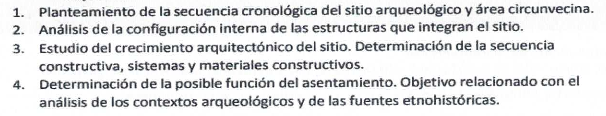 1. Planteamiento de la secuencia cronológica del sitio arqueológico y área circunvecina.
2. Análisis de la configuración interna de las estructuras que integran el sitio.
3. Estudio del crecimiento arquitectónico del sitio. Determinación de la secuencia
constructiva, sistemas y materiales constructivos.
4. Determinación de la posible función del asentamiento. Objetivo relacionado con el
análisis de los contextos arqueológicos y de las fuentes etnohistóricas.